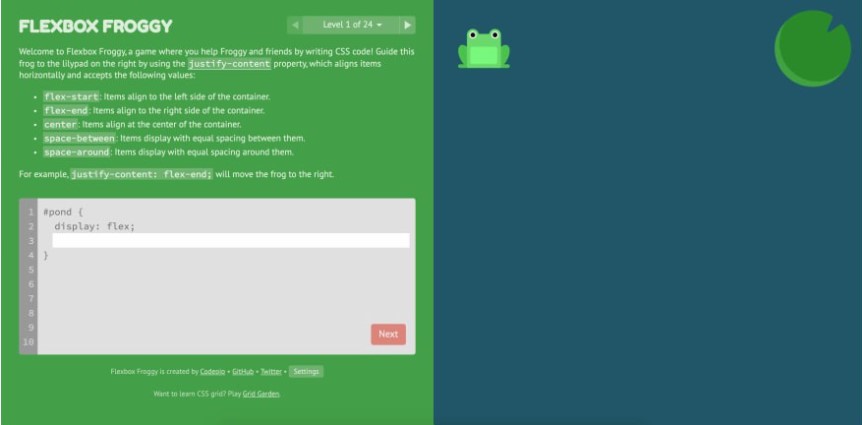 FLEXBOX FROGGY
Level 1 of 24
Welcome to Flexbox Froggy, a game where you help Froggy and friends by writing CSS code! Guide this
frog to the lilypad on the right by using the justify-content property, which aligns items
horizontally and accepts the following values:
• flex-start: Items align to the left side of the container.
• flex-end: Items align to the right side of the container.
• center: Items align at the center of the container.
• space-between: Items display with equal spacing between them.
• space-around: Items display with equal spacing around them.
For example, justify-content: flex-end; will move the frog to the right.
1 #pond {
2 display: flex;
3
4 }
5
6
7
8
9
10
Next
Flexbox Froggy is created by Codepip • GitHub • Twitter • Settings
Want to learn CSS grid? Play Grid Garden.